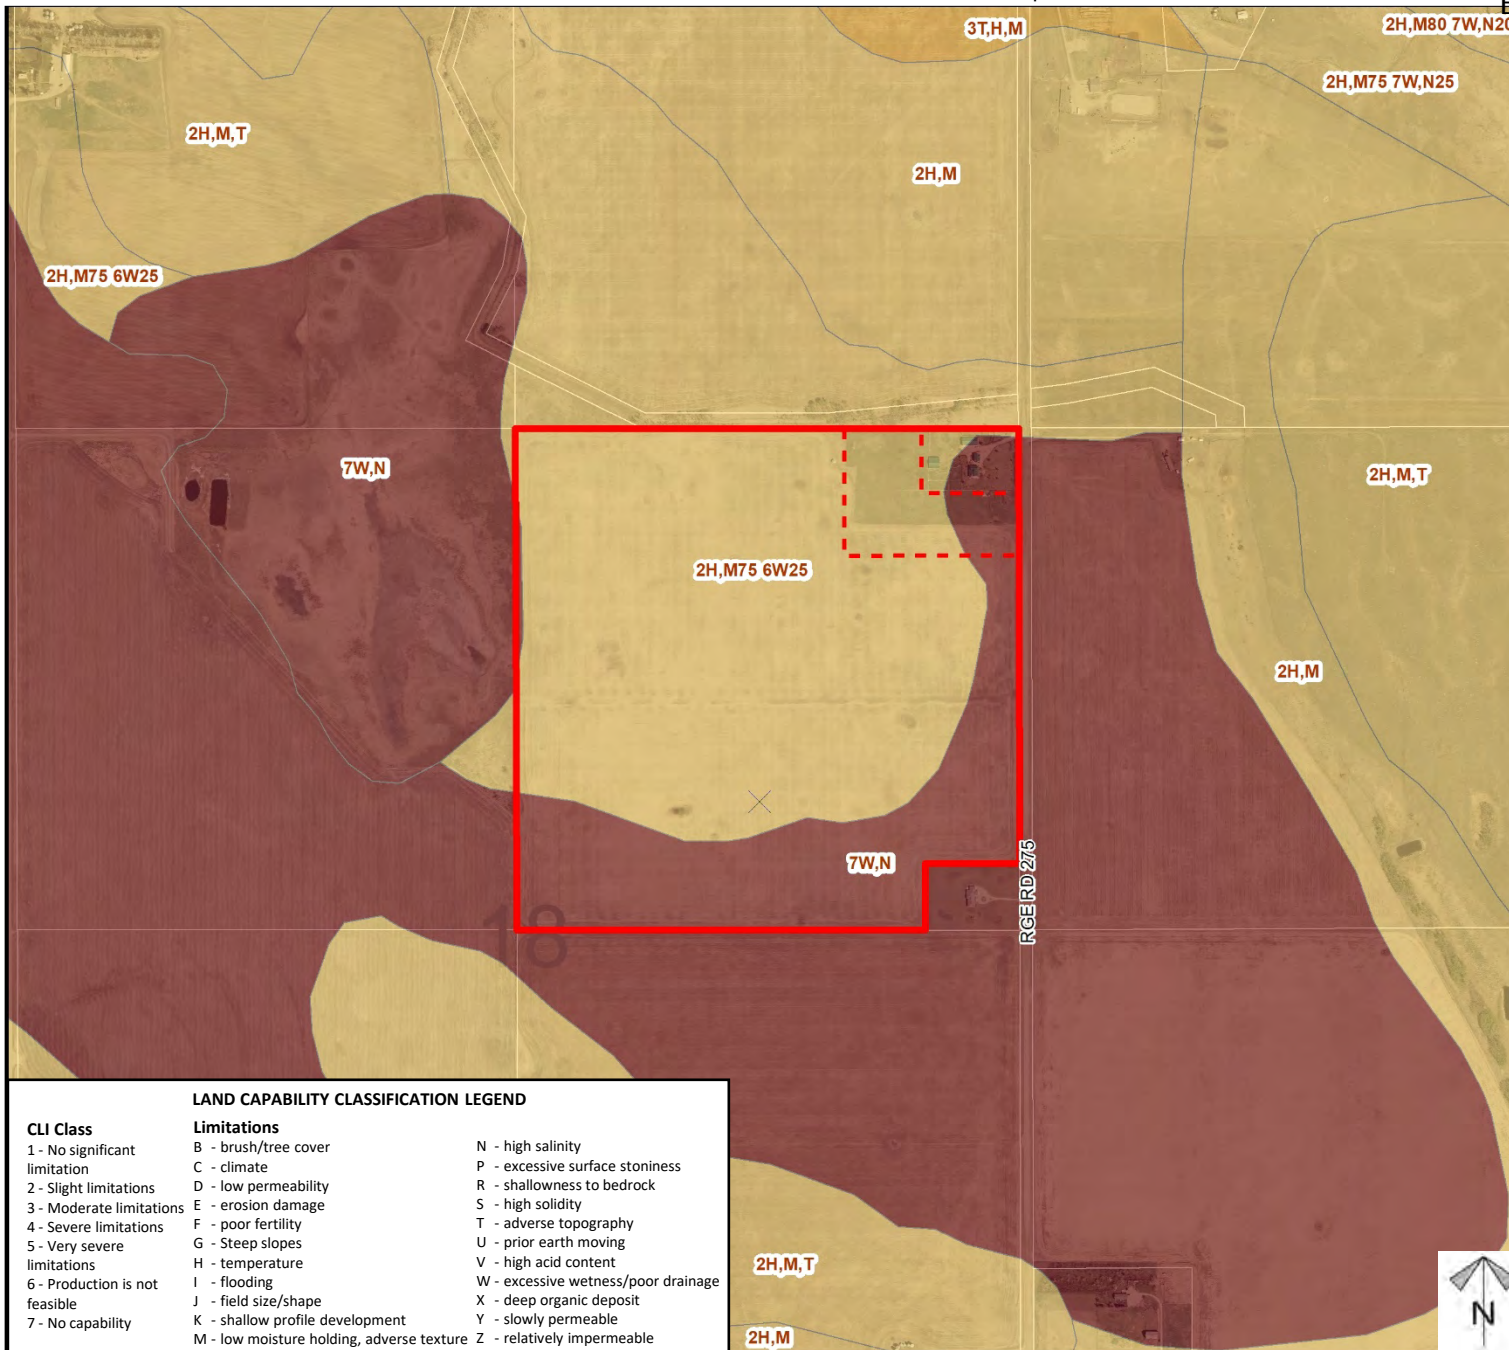 3T,H,M
2H,M80 7W,N20
2H,M75 7W,N25
2H,M,T
2H,M
2H,M75 6W25
7W,N
2H,M,T
2H,M75 6W25
2H,M
7W,N
RGE RD 275
18
2H,M,T
2H,M
N
LAND CAPABILITY CLASSIFICATION LEGEND
CLI Class
1 - No significant
limitation
2 - Slight limitations
3 - Moderate limitations
4 - Severe limitations
5 - Very severe
limitations
6 - Production is not
feasible
7 - No capability
Limitations
B - brush/tree cover
C - climate
D - low permeability
E - erosion damage
F - poor fertility
G - Steep slopes
H - temperature
I - flooding
J - field size/shape
K - shallow profile development
M - low moisture holding, adverse texture
N - high salinity
P - excessive surface stoniness
R - shallowness to bedrock
S - high solidity
T - adverse topography
U - prior earth moving
V - high acid content
W - excessive wetness/poor drainage
X - deep organic deposit
Y - slowly permeable
Z - relatively impermeable